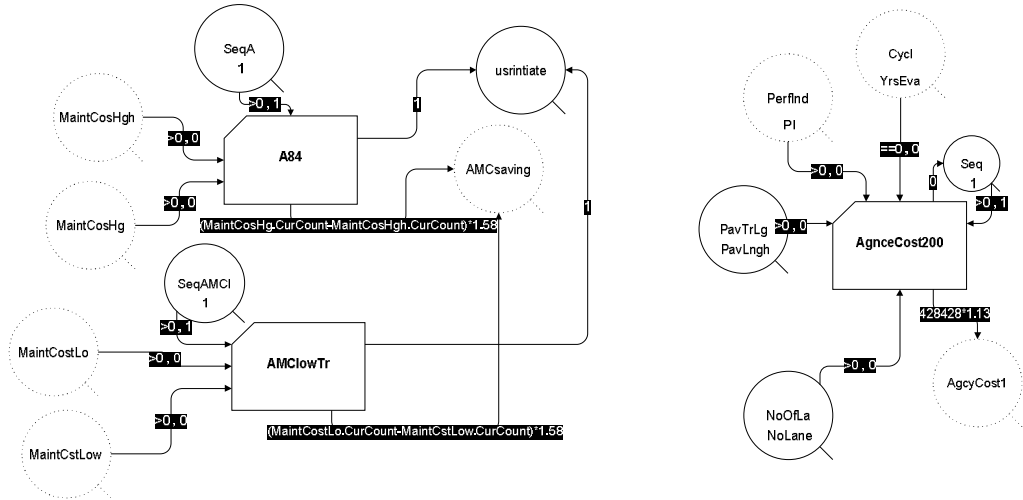 SeqA
1
usrintiate
MaintCosHgh
>0,1
1
>0,0
A84
AMCsaving
>0,0
MaintCosHg
(MaintCosHg.CurCount-MaintCosHgh.CurCount)*1.58
1
SeqAMCl
1
>0,1
MaintCostLo
>0,0
AMClowTr
>0,0
(MaintCostLo.CurCount-MaintCstLow.CurCount)*1.58
MaintCstLow
Cycl
YrsEva
PerfInd
PI
==0,0
>0,0
0
Seq
1
>0,1
PavTrLg
PavLngh
>0,0
AgnceCost200
428428*1.13
>0,0
AgcyCost1
NoOfLa
NoLane